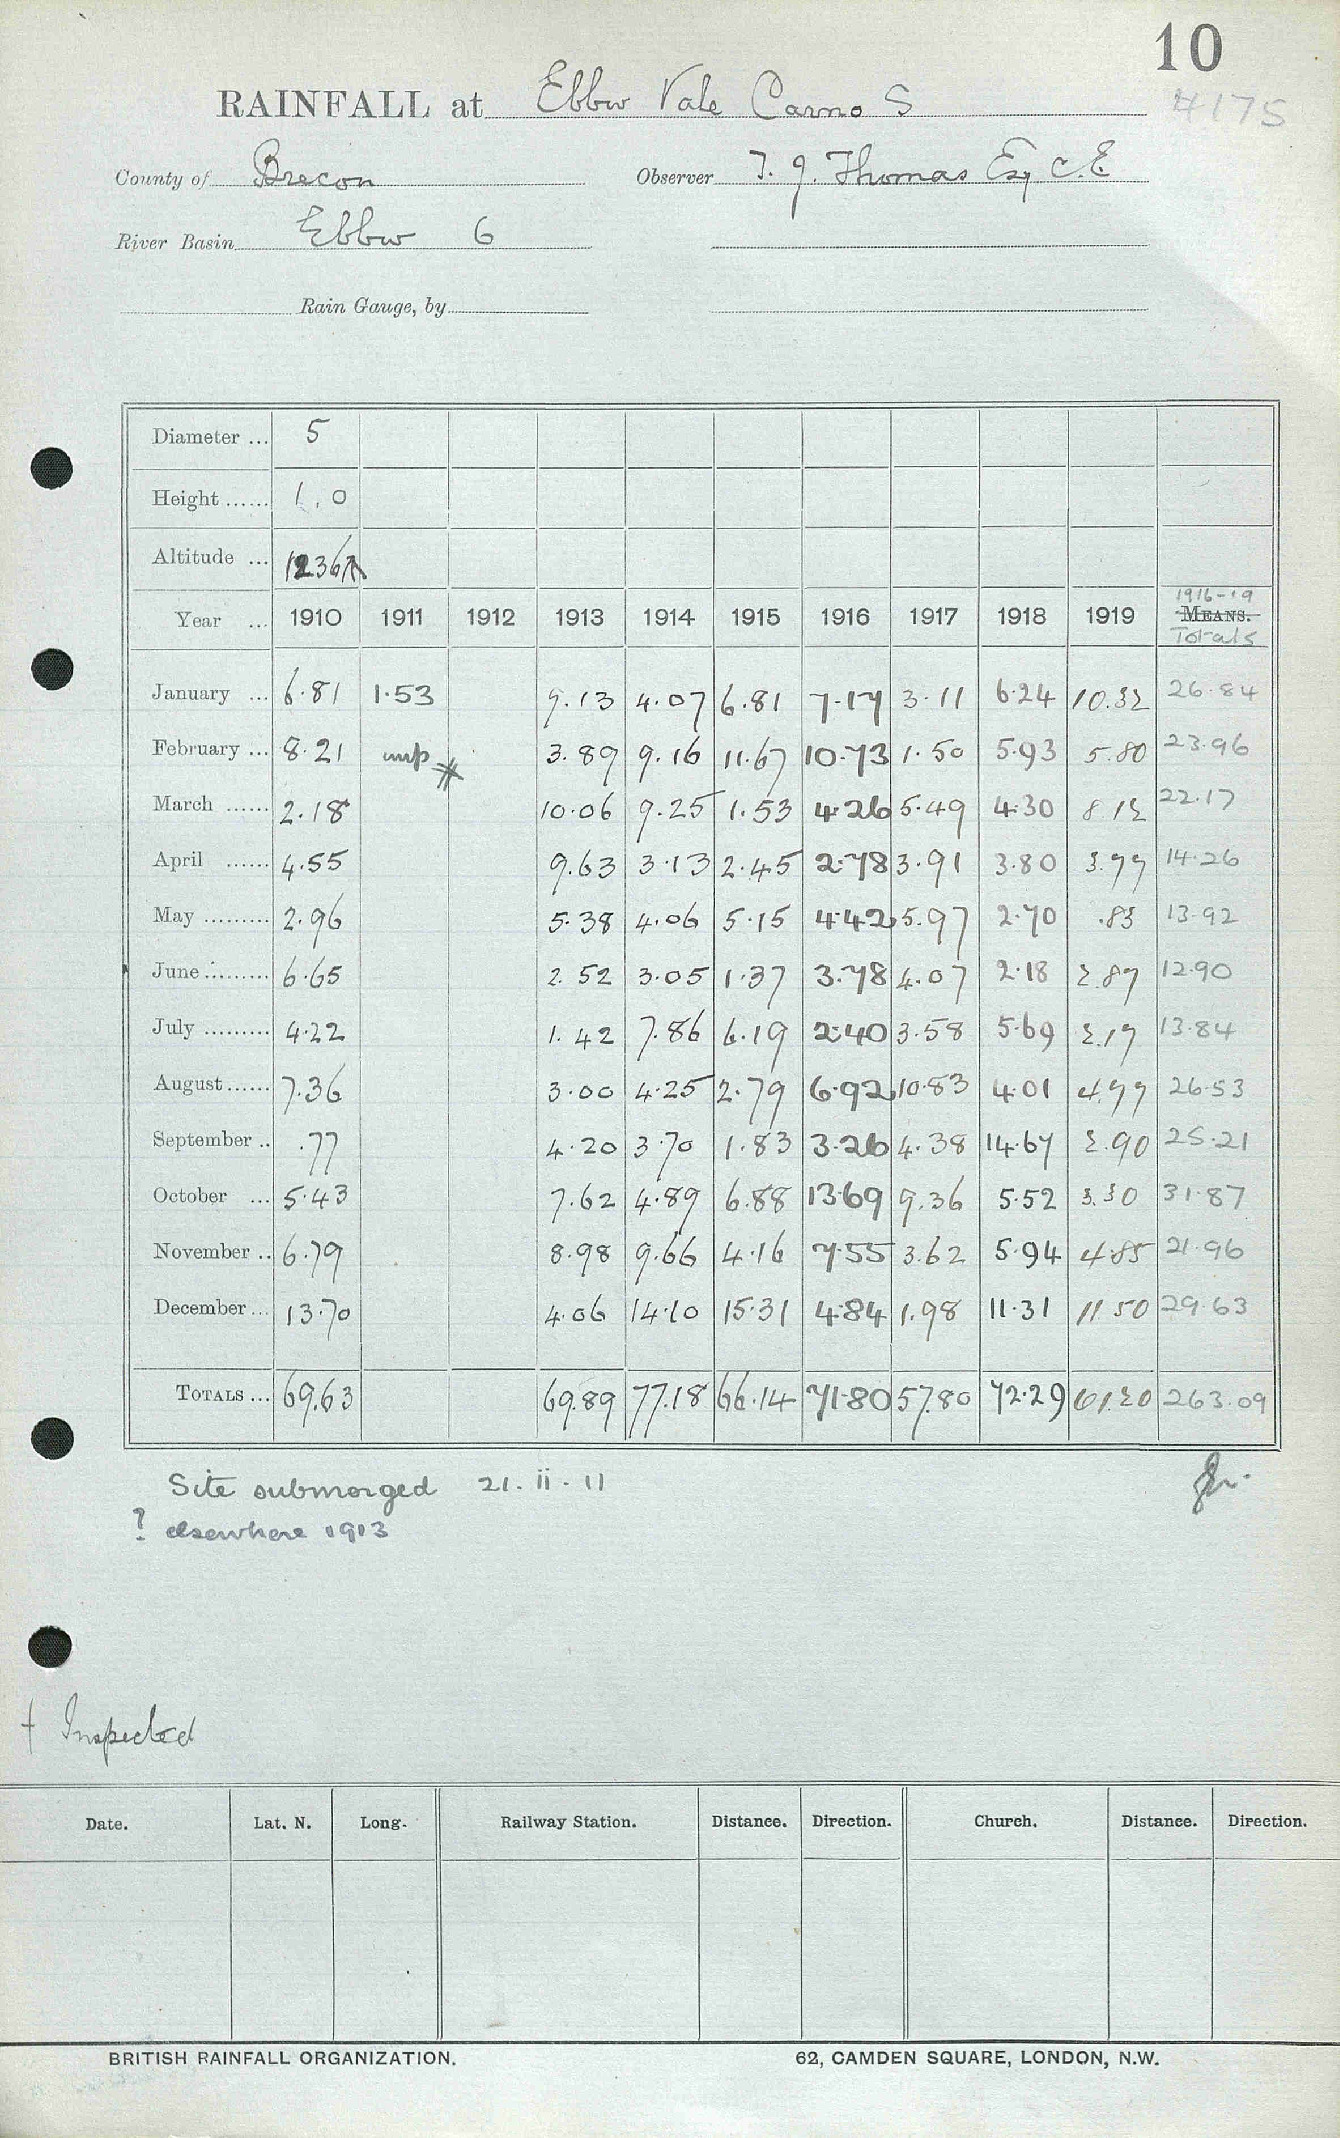 10
RAINFALL at Ebbw Vale Carno S 4175
County of Brecon Observer T. J. Thomas Esq C.E
River Basin Ebbw 6
Rain Gauge, by
Diameter ... 5
Height ...... 1.0
Altitude ... 1236
1916-19
Year ... 1910 1911 1912 1913 1914 1915 1916 1917 1918 1919 MEANS.
Totals
January ... 6.81 1.53 9.13 4.07 6.81 7.17 3.11 6.24 10.32 26.84
February ... 8.21 imp 3.89 9.16 11.67 10.73 1.50 5.93 5.80 23.96
March ...... 2.18 10.06 9.25 1.53 4.26 5.49 4.30 8 12 22.17
April ...... 4.55 9.63 3.13 2.45 2.78 3.91 3.80 3.77 14.26
May ......... 2.96 5.38 4.06 5.15 4.42 5.97 2.70 .83 13.92
June ......... 6.65 2.52 3.05 1.37 3.78 4.07 2.18 2.87 12.90
July ......... 4.22 1.42 7.86 6.19 2.40 3.58 5.69 2.17 13.84
August ...... 7.36 3.00 4.25 2.79 6.92 10.83 4.01 4.77 26.53
September .. .77 4.20 3.70 1.83 3.26 4.38 14.67 2.90 25.21
October ... 5.43 7.62 4.89 6.88 13.69 9.36 5.52 3.30 31.87
November .. 6.79 8.98 9.66 4.16 7.55 3.62 5.94 4.85 21.96
December ... 13.70 4.06 14.10 15.31 4.84 1.98 11.31 11 50 29.63
TOTALS ... 69.63 69.89 77.18 66.14 71.80 57.80 72.29 61.20 263.09
Site submerged 21. ii. 11
? elsewhere 1913
† Inspected
Date. Lat. N. Long. Railway Station. Distance. Direction. Church. Distance. Direction.
BRITISH RAINFALL ORGANIZATION. 62, CAMDEN SQUARE, LONDON, N.W.